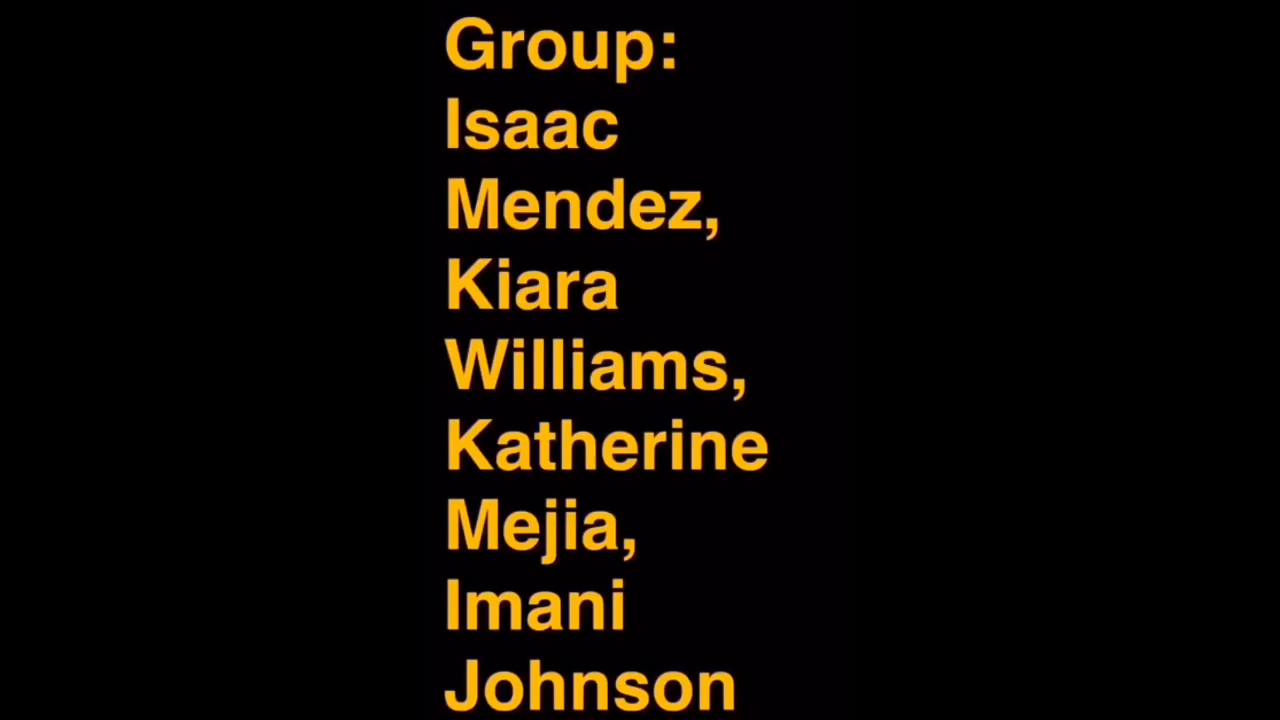 Group:
Isaac
Mendez,
Kiara
Williams,
Katherine
Mejia,
Imani
Johnson